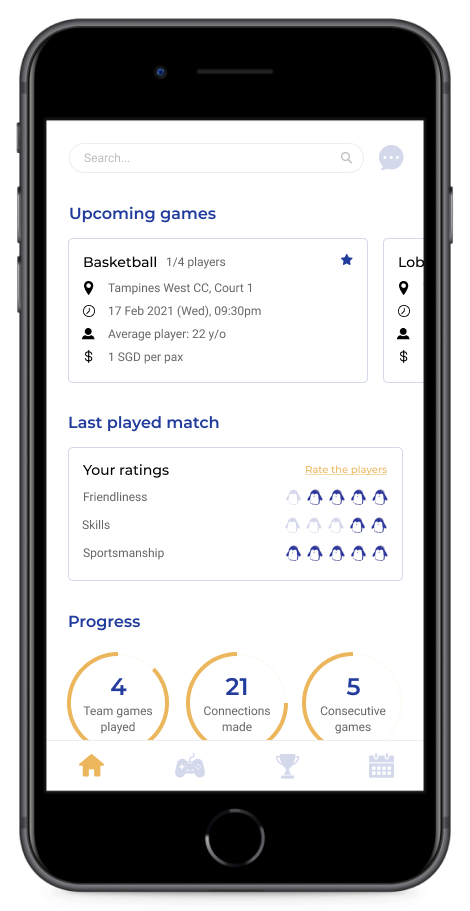 Search...
Upcoming games
Basketball 1/4 players
Tampines West CC, Court 1
17 Feb 2021 (Wed), 09:30pm
Average player: 22 y/o
$ 1 SGD per pax
Lob
$
Last played match
Your ratings Rate the players
Friendliness
Skills
Sportsmanship
Progress
4 21 5
Team games Connections Consecutive
played made games